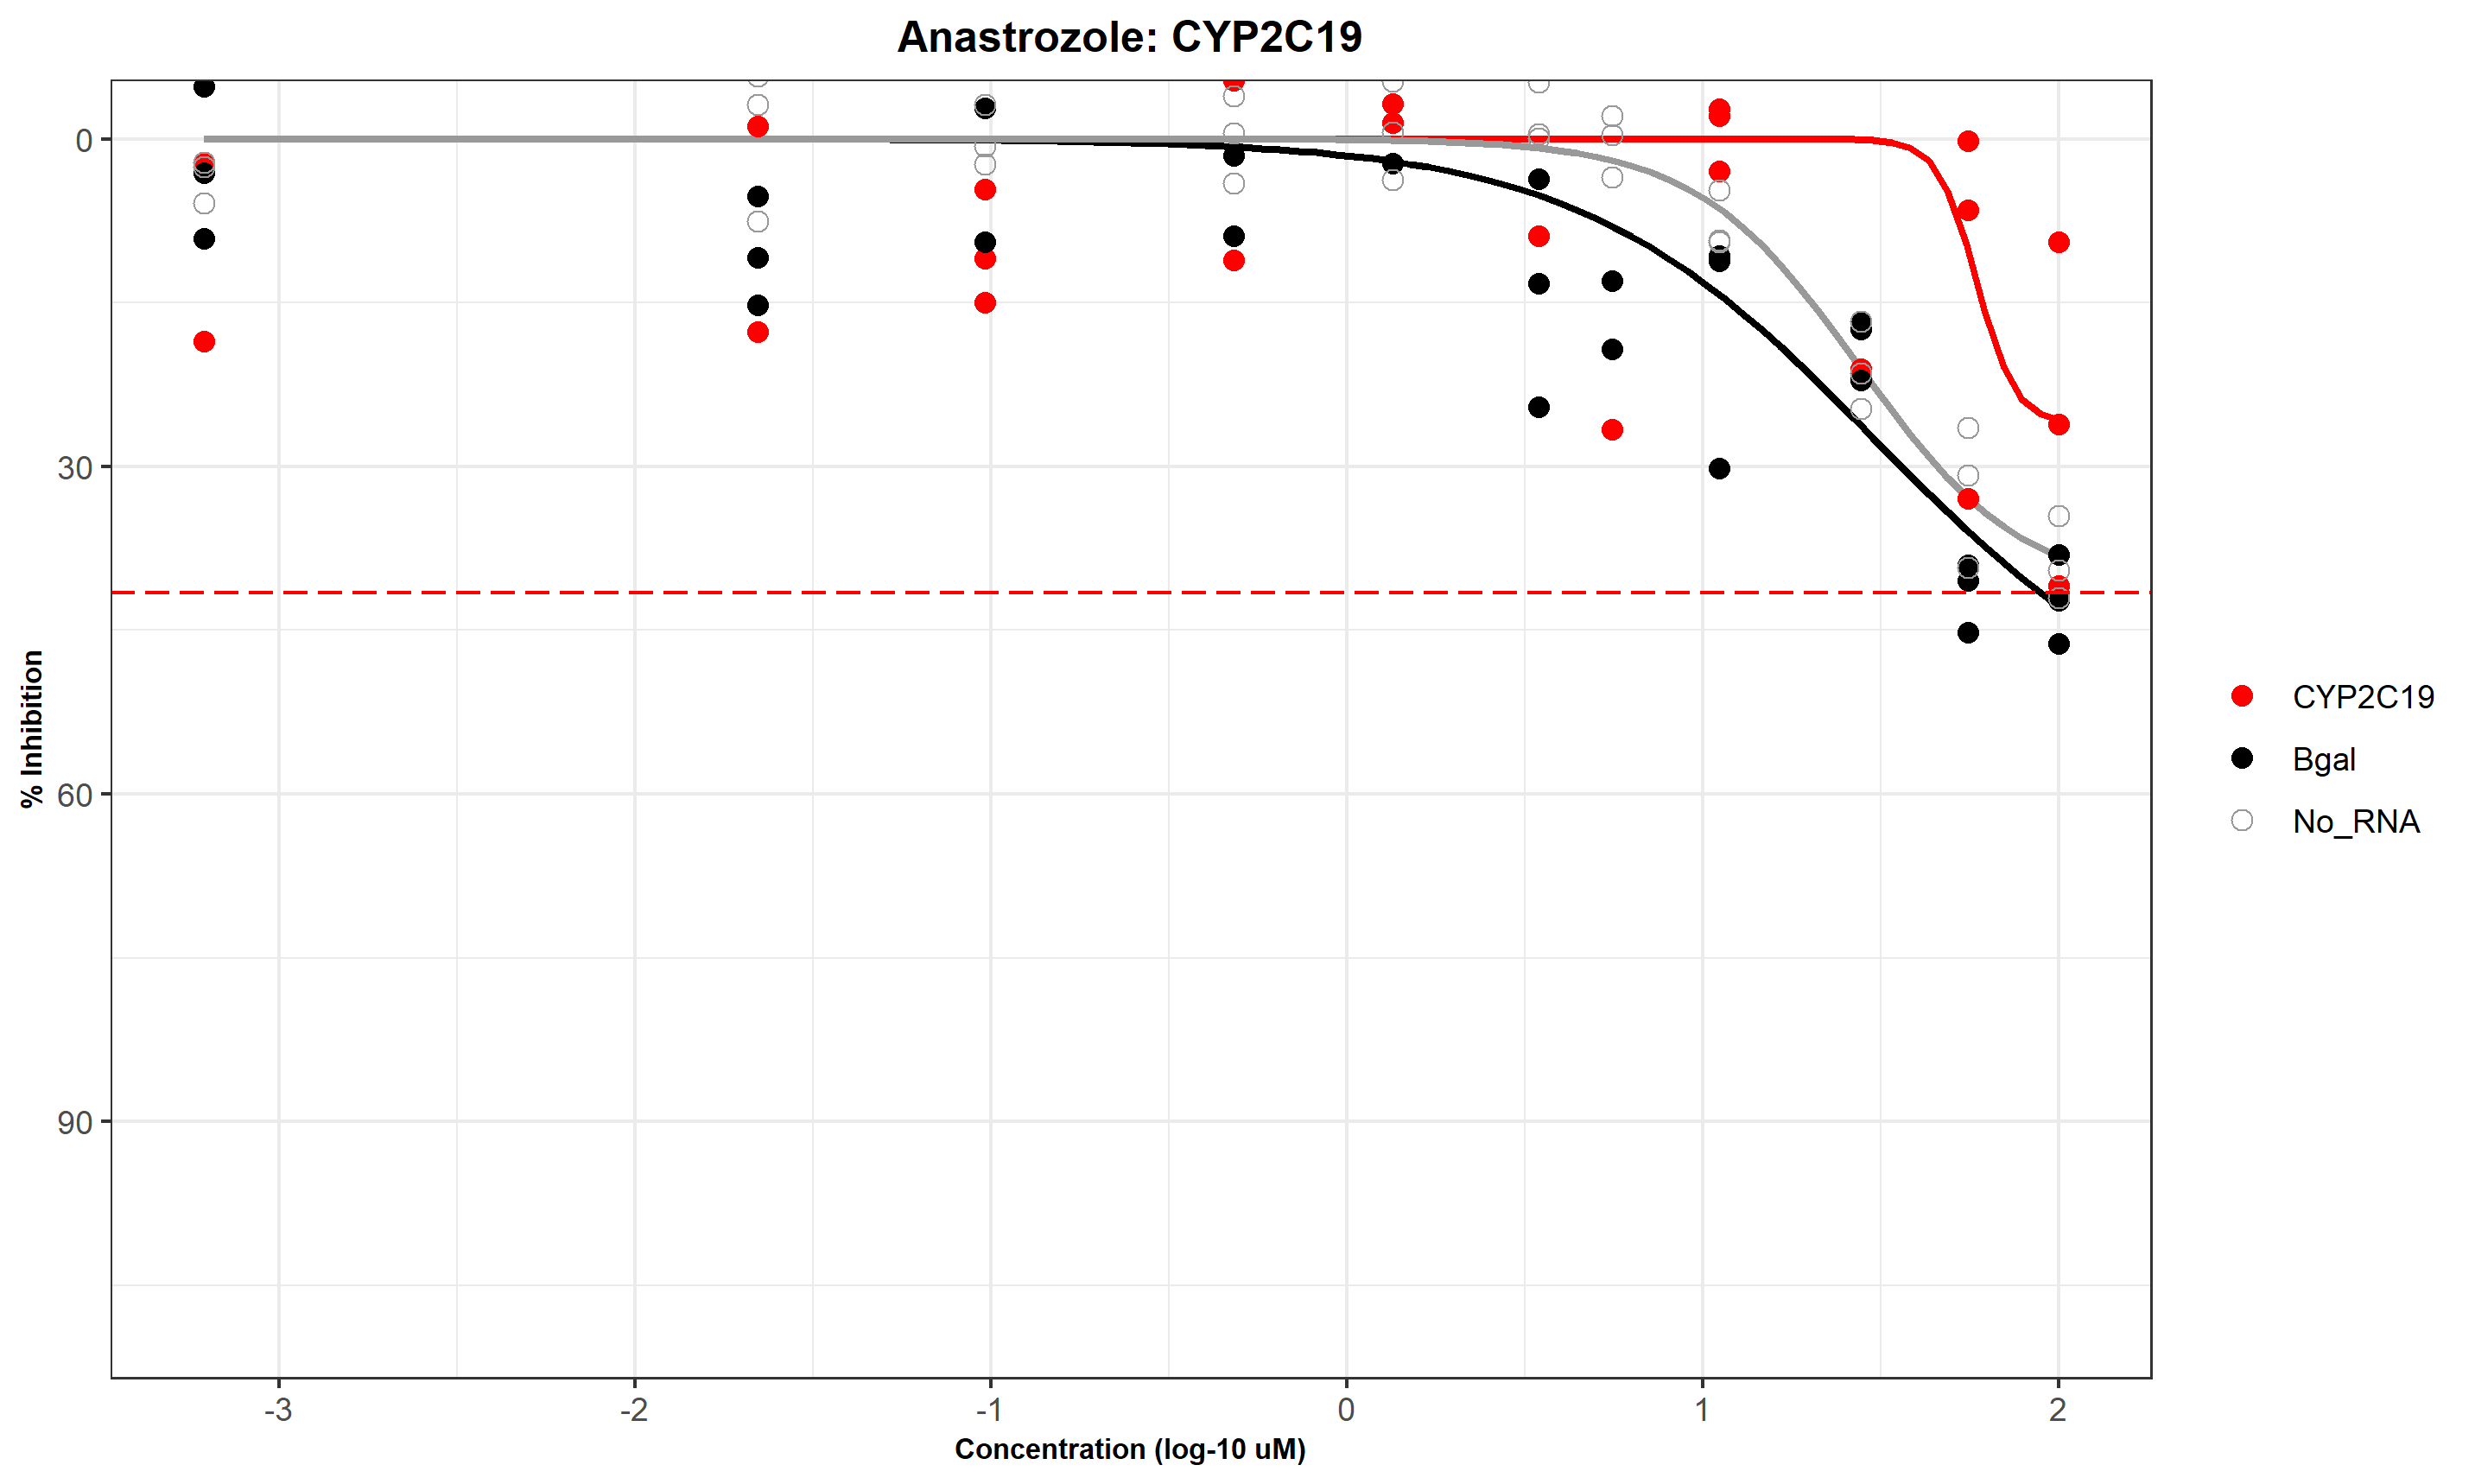 Anastrozole: CYP2C19
0
30
60
90
% Inhibition
-3
-2
-1
0
1
2
Concentration (log-10 uM)
CYP2C19
Bgal
No_RNA